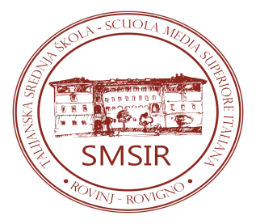 TALIJANSKA SREDNJA ŠKOLA - SCUOLA MEDIA SUPERIORE ITALIANA
SMSIR
• ROVINJ - ROVIGNO •